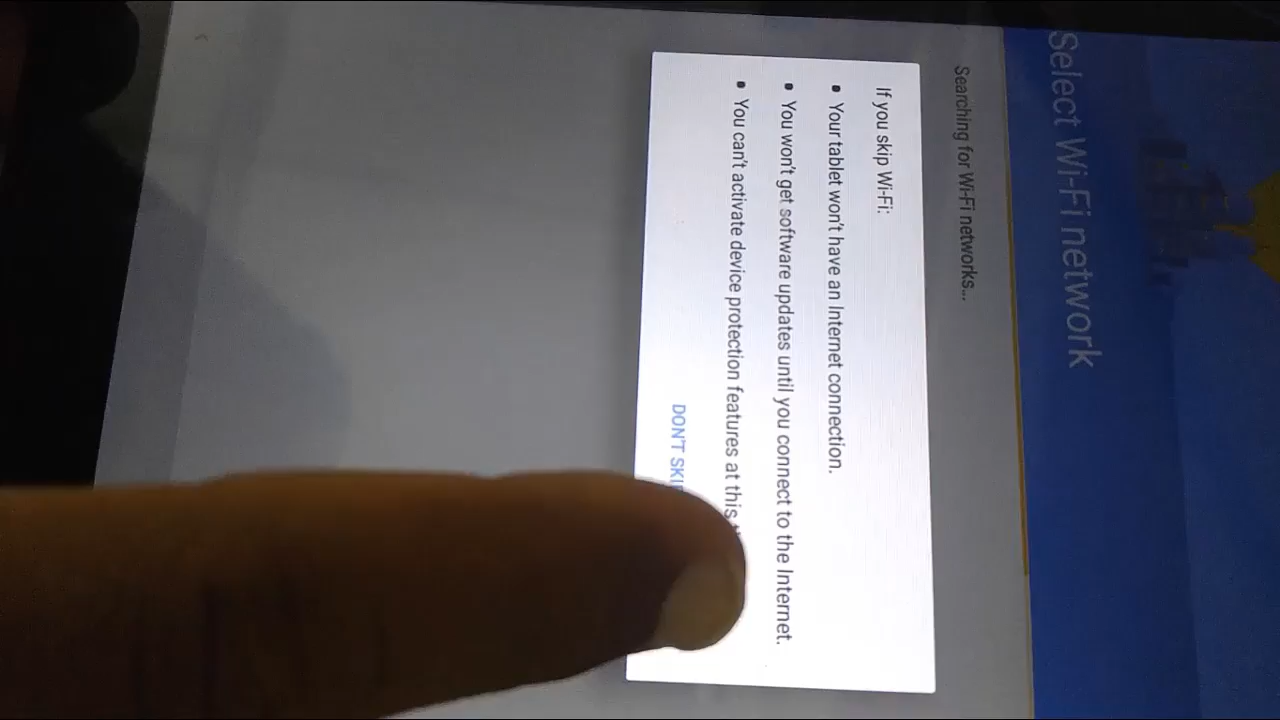 Select Wi-Fi network
Searching for Wi-Fi networks...
If you skip Wi-Fi:
• Your tablet won't have an Internet connection.
• You won't get software updates until you connect to the Internet.
• You can't activate device protection features at this
DON'T